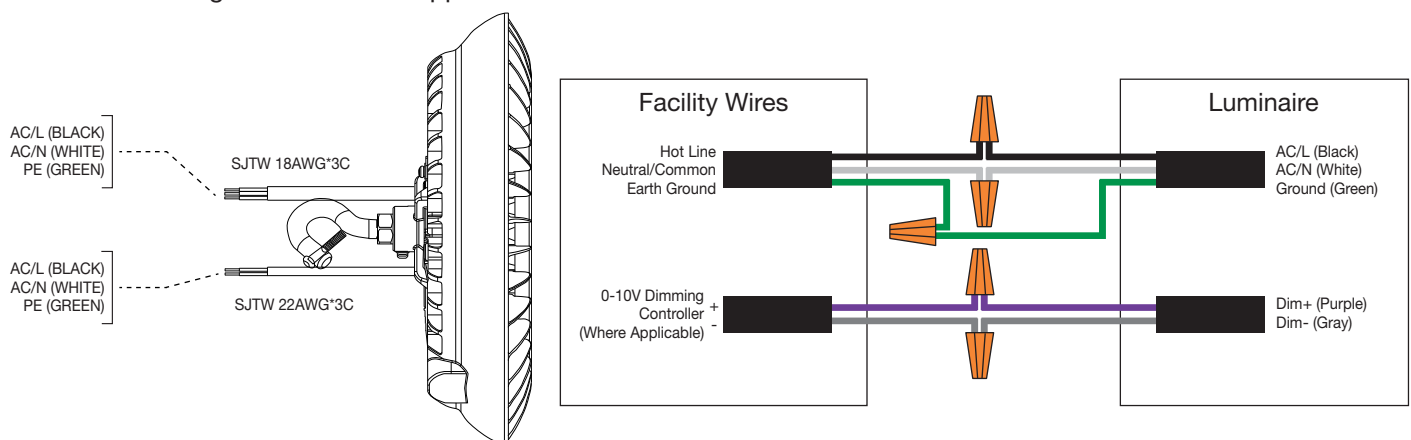 AC/L (BLACK)
AC/N (WHITE)
PE (GREEN)
SJTW 18AWG*3C
AC/L (BLACK)
AC/N (WHITE)
PE (GREEN)
SJTW 22AWG*3C
Facility Wires
Hot Line
Neutral/Common
Earth Ground
0-10V Dimming
Controller
(Where Applicable)
+
-
Luminaire
AC/L (Black)
AC/N (White)
Ground (Green)
Dim+ (Purple)
Dim- (Gray)